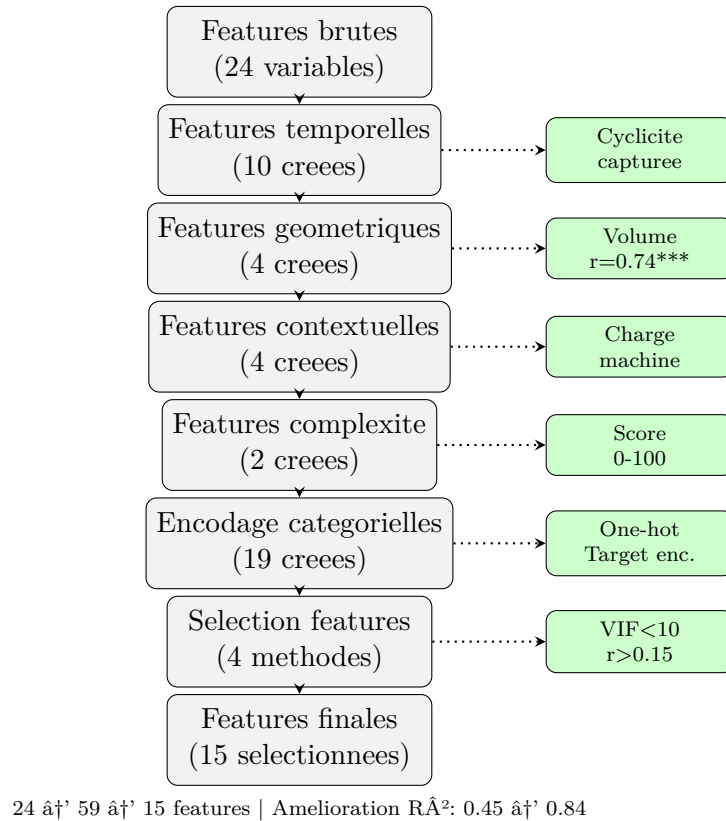 Features brutes
(24 variables)
Features temporelles
(10 creees)
Cyclicite
capturee
Features geometriques
(4 creees)
Volume
r=0.74***
Features contextuelles
(4 creees)
Charge
machine
Features complexite
(2 creees)
Score
0-100
Encodage categorielles
(19 creees)
One-hot
Target enc.
Selection features
(4 methodes)
VIF<10
r>0.15
Features finales
(15 selectionnees)
24 â†’ 59 â†’ 15 features | Amelioration RÂ²: 0.45 â†’ 0.84